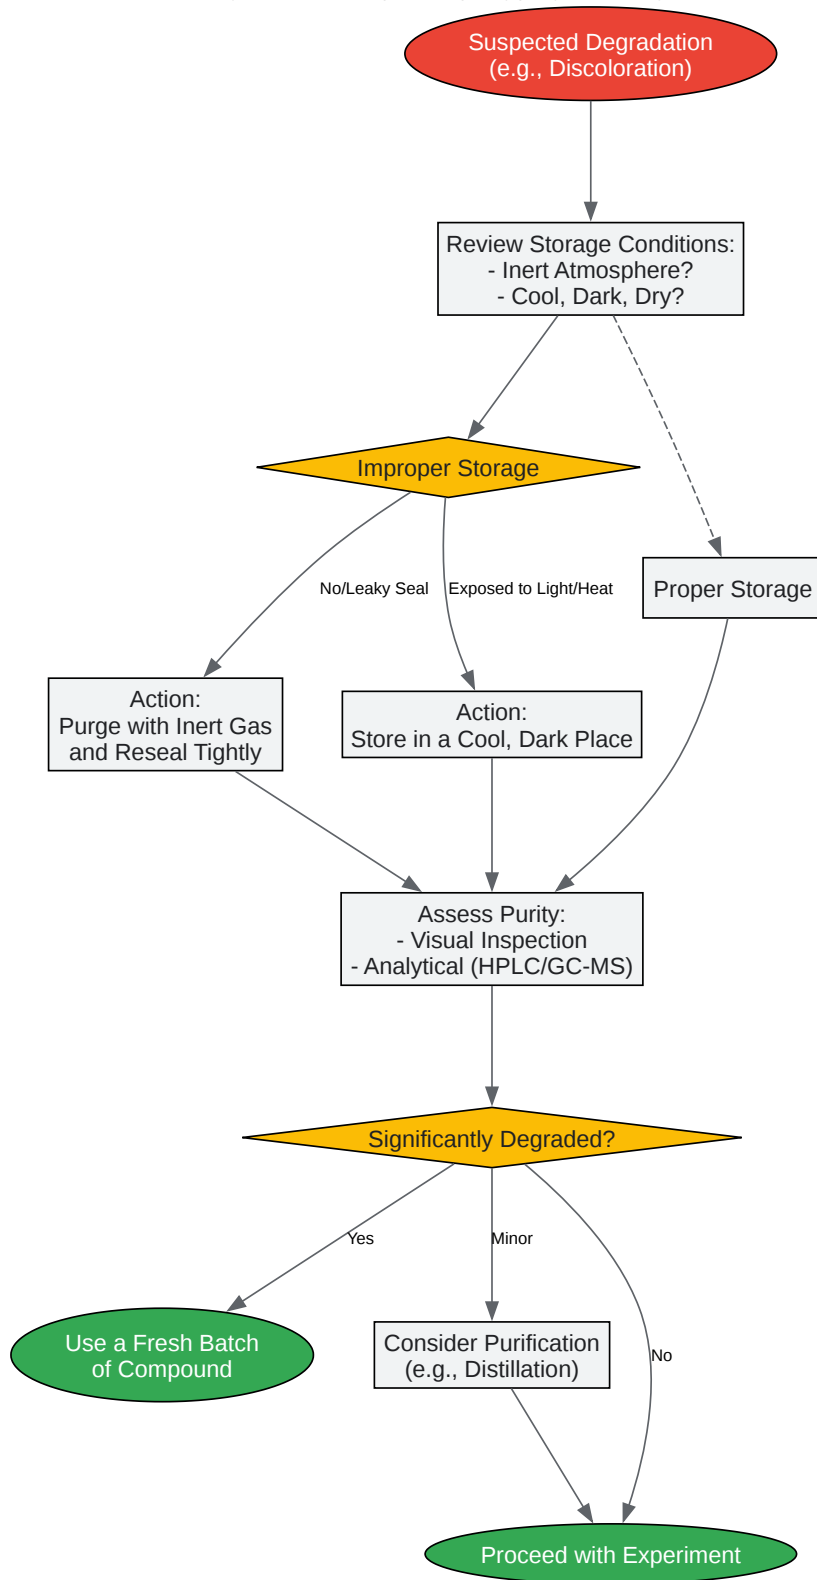 Suspected Degradation
(e.g., Discoloration)
Review Storage Conditions:
- Inert Atmosphere?
- Cool, Dark, Dry?
Improper Storage
No/Leaky Seal
Exposed to Light/Heat
Proper Storage
Action:
Purge with Inert Gas
and Reseal Tightly
Action:
Store in a Cool, Dark Place
Assess Purity:
- Visual Inspection
- Analytical (HPLC/GC-MS)
Significantly Degraded?
Yes
Minor
No
Use a Fresh Batch
of Compound
Consider Purification
(e.g., Distillation)
Proceed with Experiment